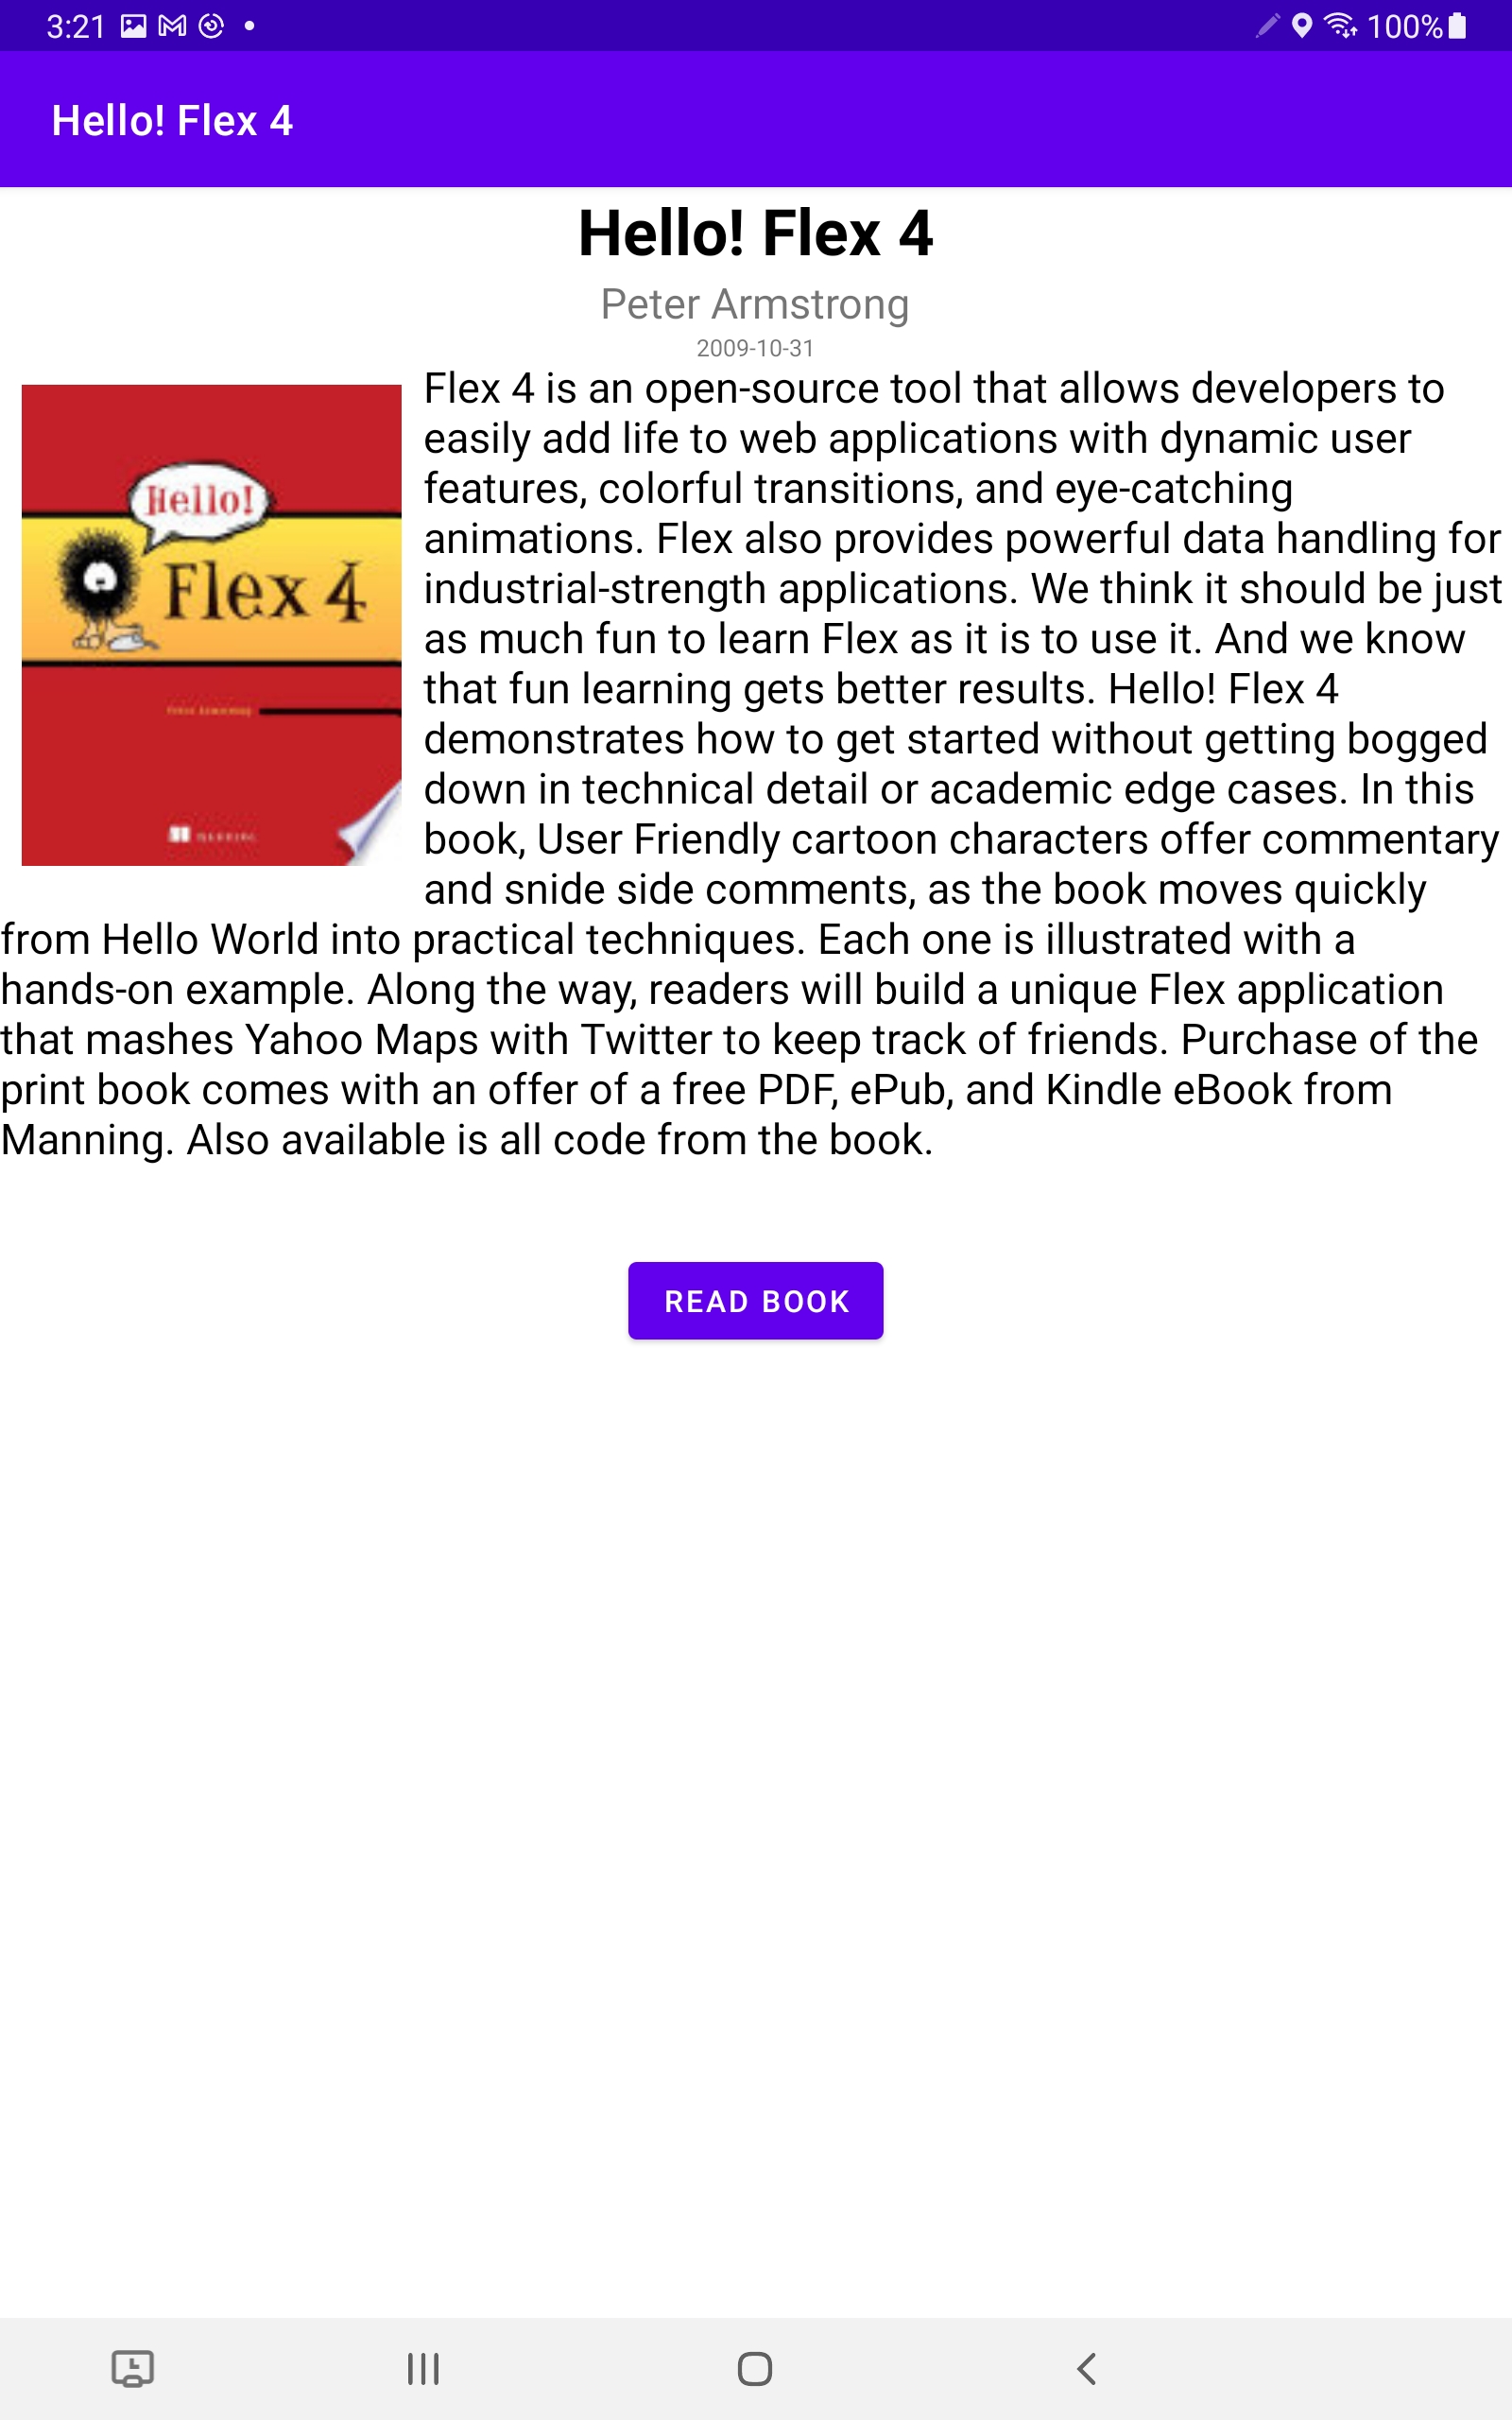 3:21
100%
Hello! Flex 4
Hello! Flex 4
Peter Armstrong
2009-10-31
Hello!
Flex 4
Flex 4 is an open-source tool that allows developers to
easily add life to web applications with dynamic user
features, colorful transitions, and eye-catching
animations. Flex also provides powerful data handling for
industrial-strength applications. We think it should be just
as much fun to learn Flex as it is to use it. And we know
that fun learning gets better results. Hello! Flex 4
demonstrates how to get started without getting bogged
down in technical detail or academic edge cases. In this
book, User Friendly cartoon characters offer commentary
and snide side comments, as the book moves quickly
from Hello World into practical techniques. Each one is illustrated with a
hands-on example. Along the way, readers will build a unique Flex application
that mashes Yahoo Maps with Twitter to keep track of friends. Purchase of the
print book comes with an offer of a free PDF, ePub, and Kindle eBook from
Manning. Also available is all code from the book.
READ BOOK